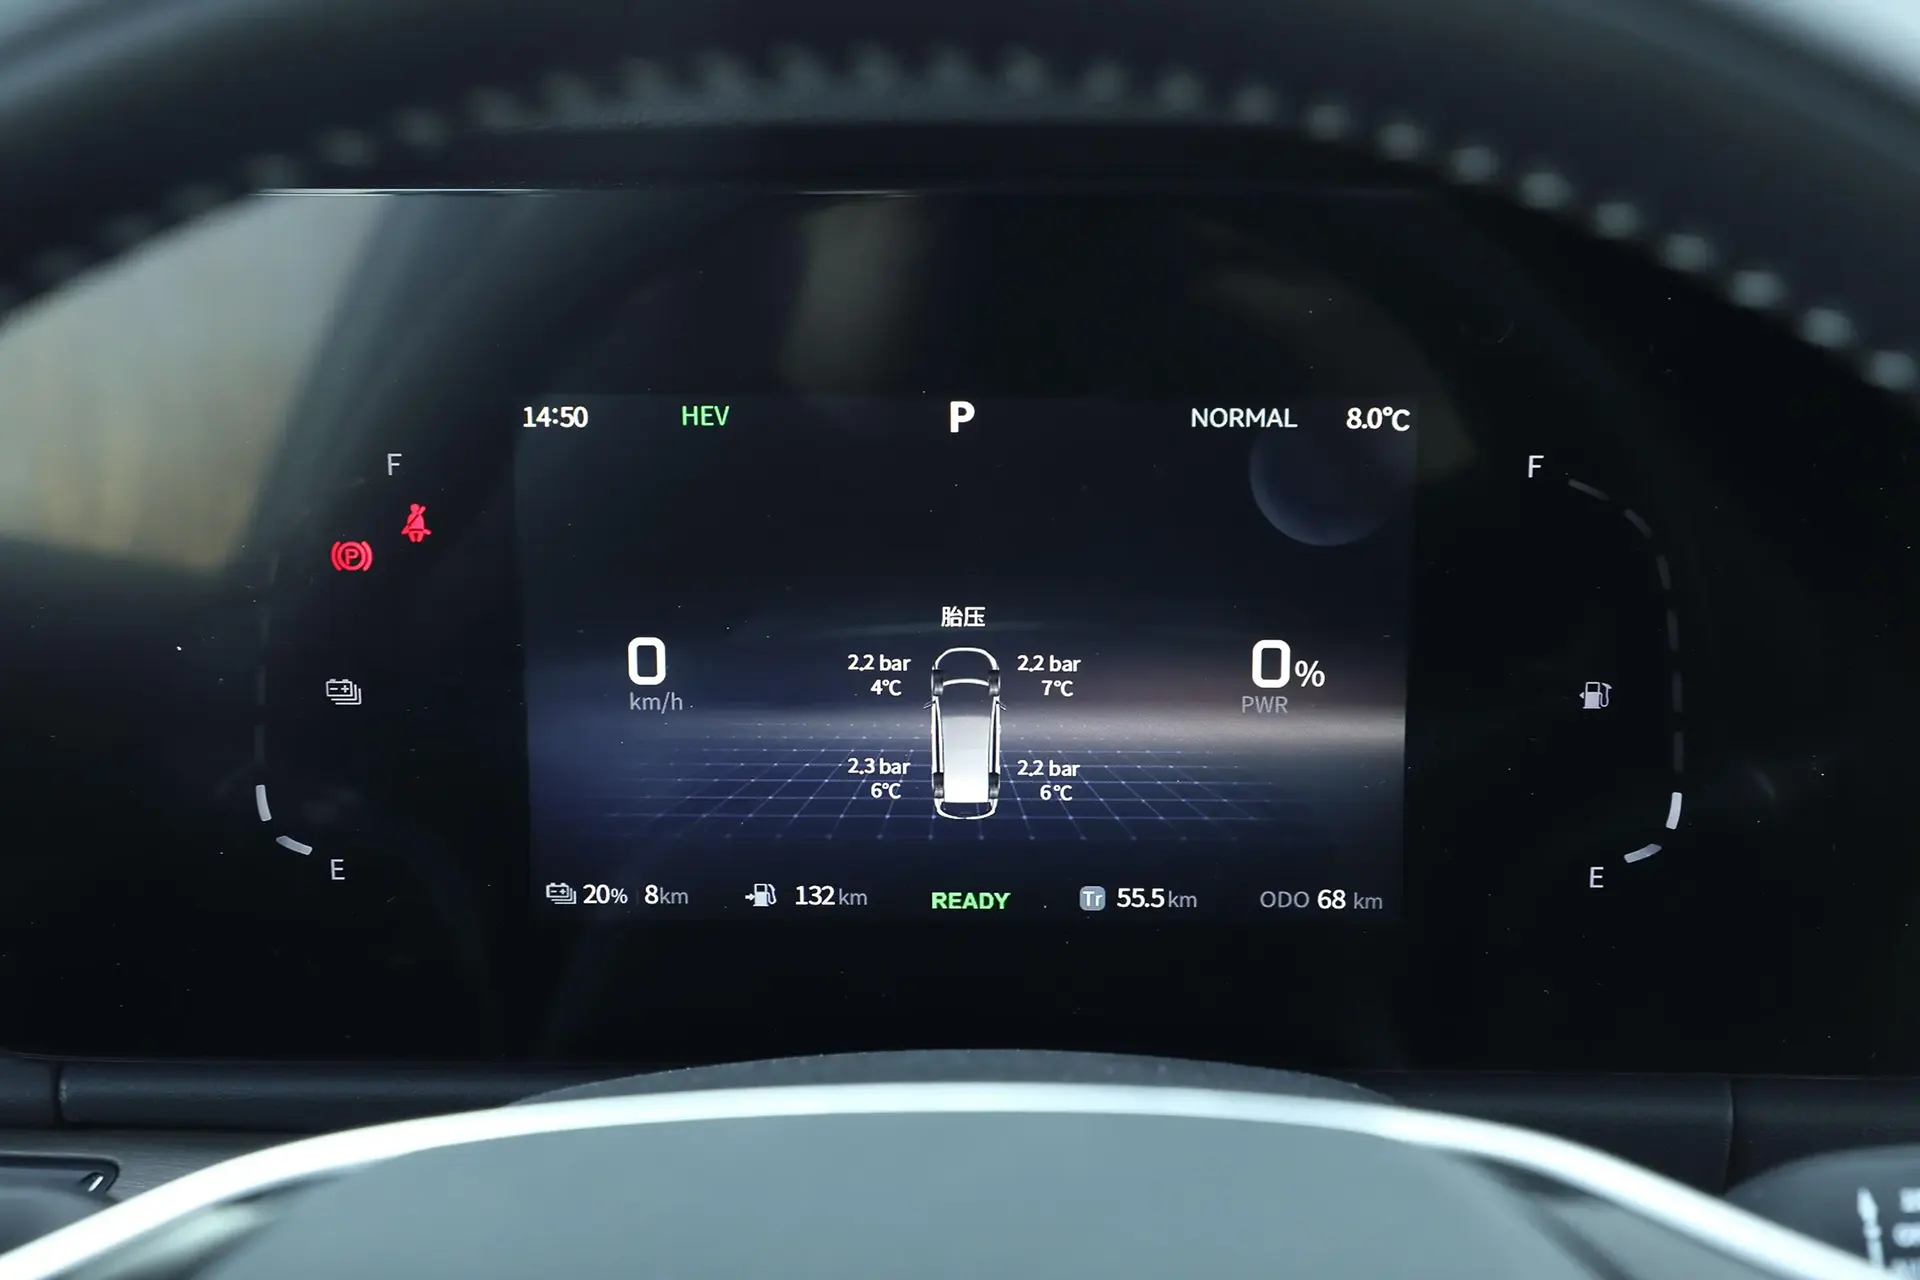 14:50 HEV P NORMAL 8.0℃
F F
P
胎压
2.2 bar 2.2 bar
4℃ 7℃
0 0%
km/h PWR
2.3 bar 2.2 bar
6℃ 6℃
E E
20% 8km 132 km READY Tr 55.5km ODO 68 km